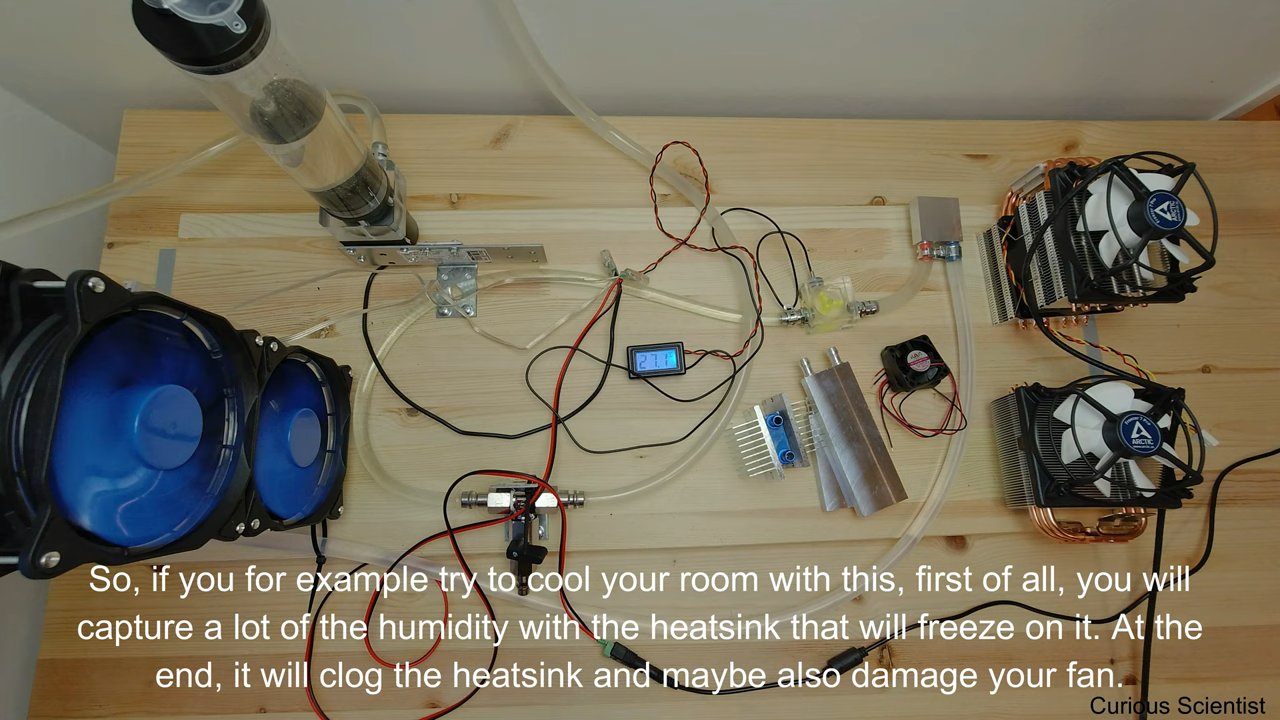 27.1
ARCTIC
ARCTIC
So, if you for example try to cool your room with this, first of all, you will
capture a lot of the humidity with the heatsink that will freeze on it. At the
end, it will clog the heatsink and maybe also damage your fan.
Curious Scientist